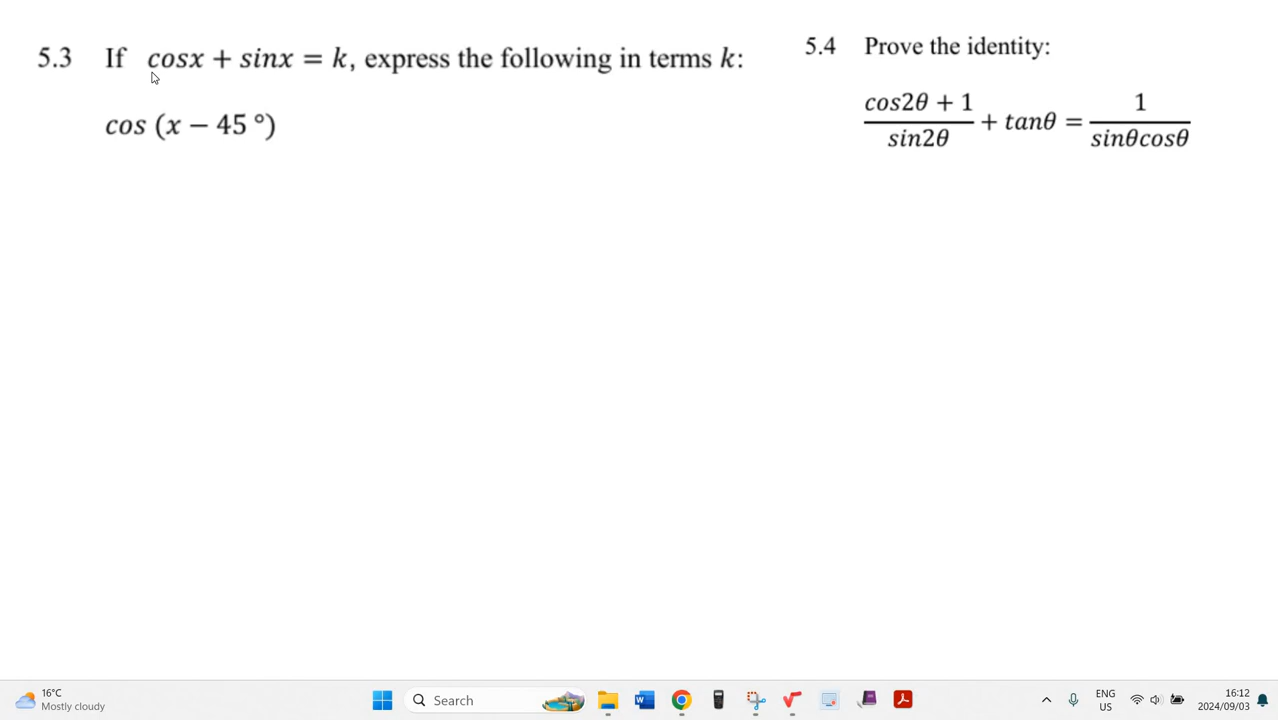 5.3 If cosx + sinx = k, express the following in terms k:
cos (x − 45 °)
5.4 Prove the identity:
cos2θ + 1
sin2θ
+ tanθ =
1
sinθcosθ
16°C
Mostly cloudy
Search
ENG
US
16:12
2024/09/03